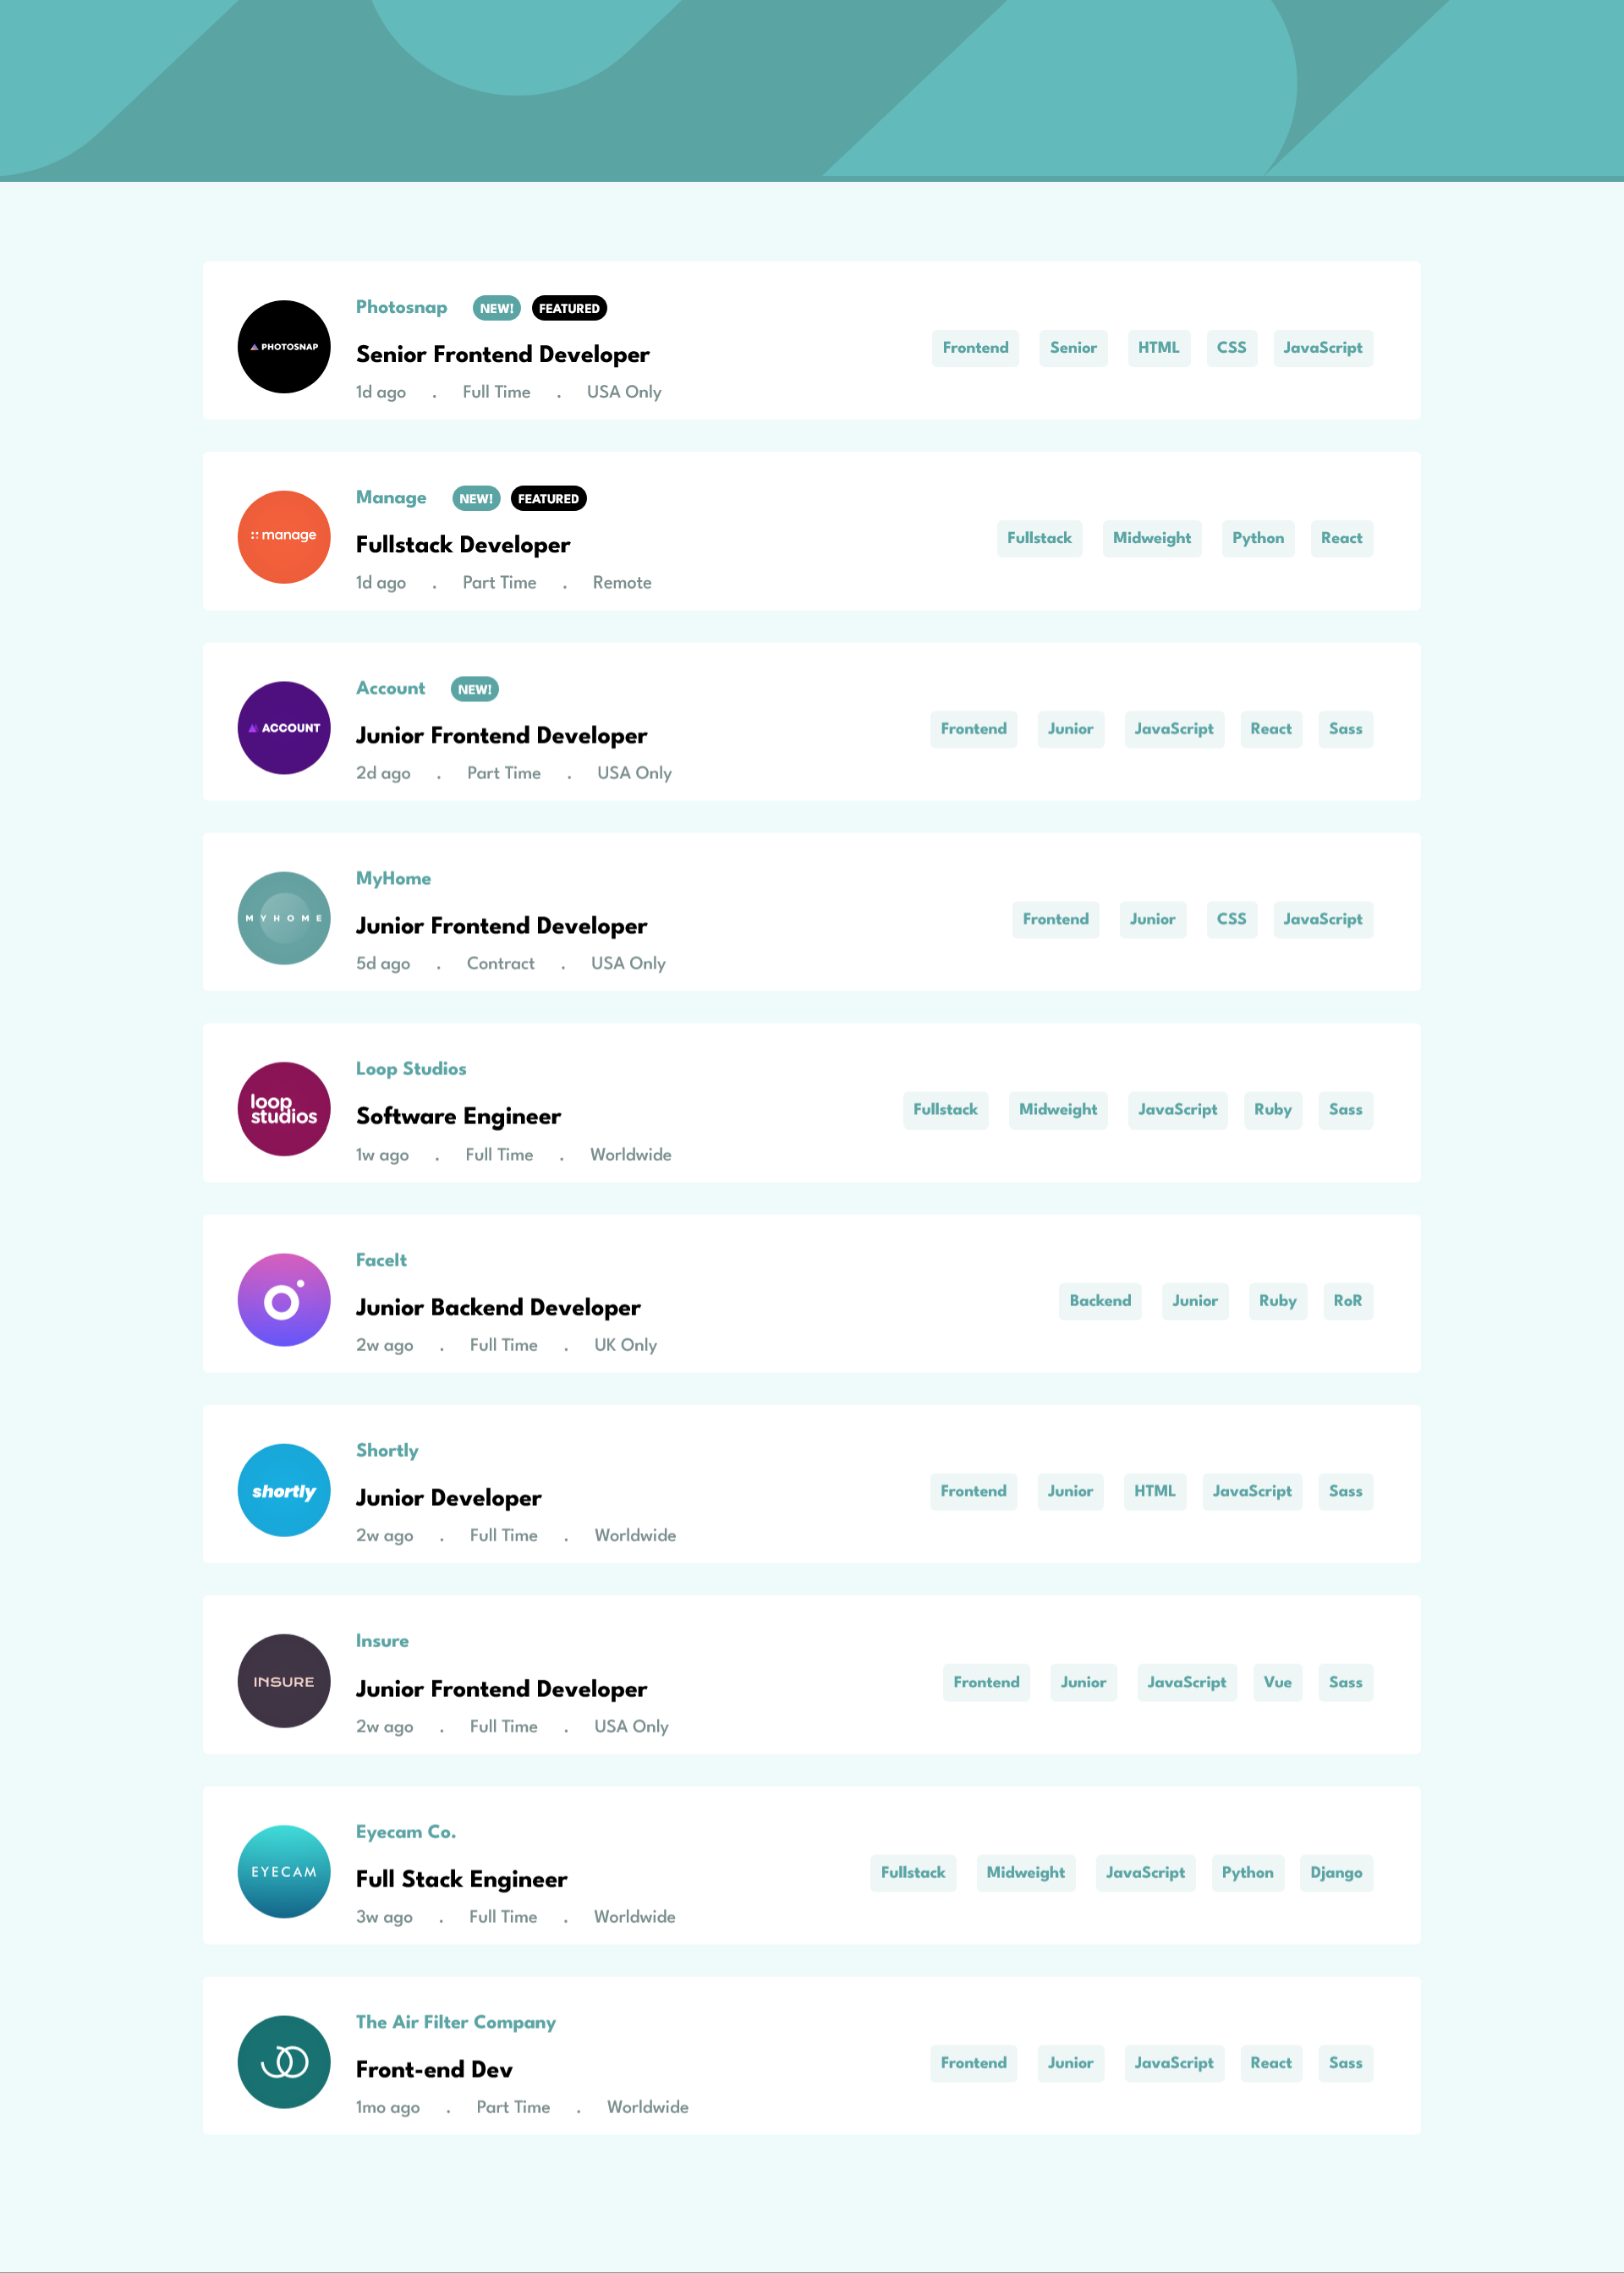 PHOTOSNAP
Photosnap NEW! FEATURED
Senior Frontend Developer
1d ago . Full Time . USA Only
Frontend Senior HTML CSS JavaScript
manage
Manage NEW! FEATURED
Fullstack Developer
1d ago . Part Time . Remote
Fullstack Midweight Python React
ACCOUNT
Account NEW!
Junior Frontend Developer
2d ago . Part Time . USA Only
Frontend Junior JavaScript React Sass
MYHOME
MyHome
Junior Frontend Developer
5d ago . Contract . USA Only
Frontend Junior CSS JavaScript
loop
studios
Loop Studios
Software Engineer
1w ago . Full Time . Worldwide
Fullstack Midweight JavaScript Ruby Sass
FaceIt
Junior Backend Developer
2w ago . Full Time . UK Only
Backend Junior Ruby RoR
shortly
Shortly
Junior Developer
2w ago . Full Time . Worldwide
Frontend Junior HTML JavaScript Sass
INSURE
Insure
Junior Frontend Developer
2w ago . Full Time . USA Only
Frontend Junior JavaScript Vue Sass
EYECAM
Eyecam Co.
Full Stack Engineer
3w ago . Full Time . Worldwide
Fullstack Midweight JavaScript Python Django
The Air Filter Company
Front-end Dev
1mo ago . Part Time . Worldwide
Frontend Junior JavaScript React Sass